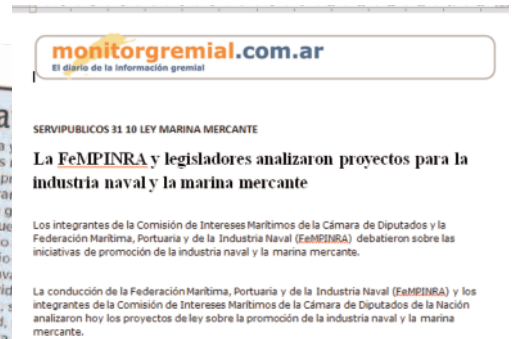 monitorgremial.com.ar
El diario de la información gremial
SERVIPUBLICOS 31 10 LEY MARINA MERCANTE
La FeMPINRA y legisladores analizaron proyectos para la
industria naval y la marina mercante
Los integrantes de la Comisión de Intereses Marítimos de la Cámara de Diputados y la
Federación Marítima, Portuaria y de la Industria Naval (FeMPINRA) debatieron sobre las
iniciativas de promoción de la industria naval y la marina mercante.
La conducción de la Federación Marítima, Portuaria y de la Industria Naval (FeMPINRA) y los
integrantes de la Comisión de Intereses Marítimos de la Cámara de Diputados de la Nación
analizaron hoy los proyectos de ley sobre la promoción de la industria naval y la marina
mercante.